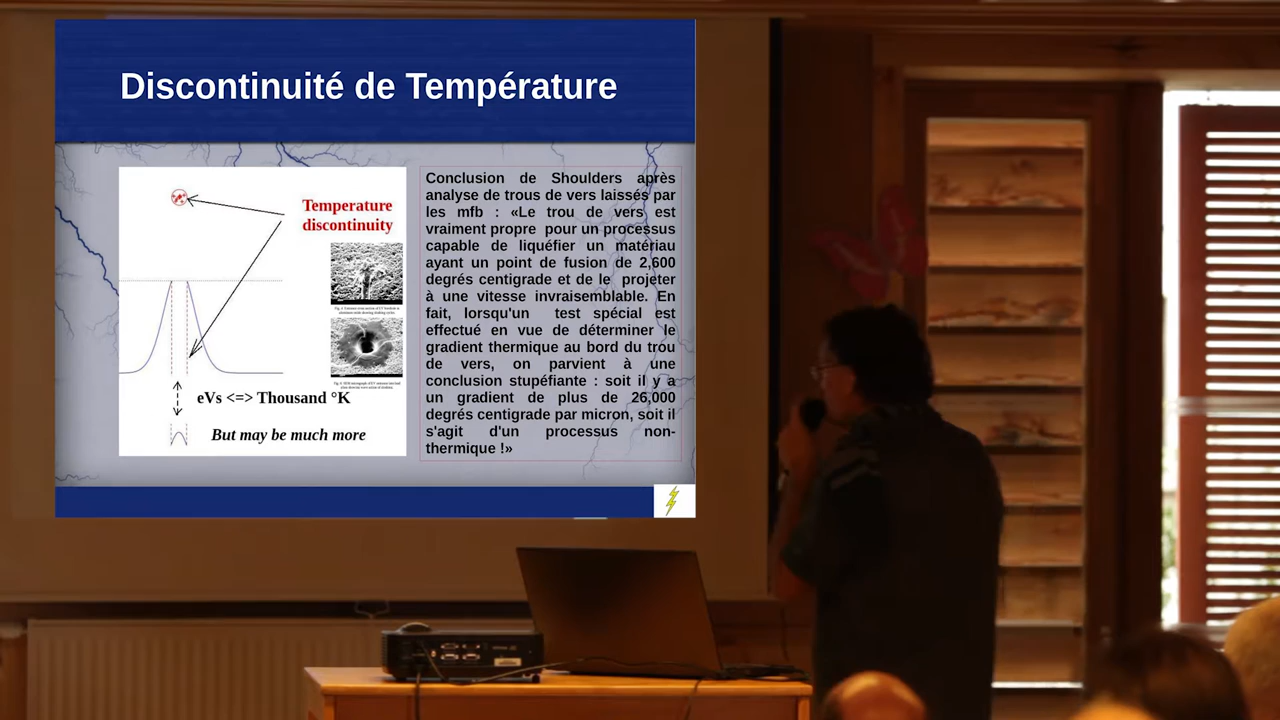 Discontinuité de Température
Temperature
discontinuity
eVs <=> Thousand °K
But may be much more
Conclusion de Shoulders après
analyse de trous de vers laissés par
les mfb : «Le trou de vers est
vraiment propre pour un processus
capable de liquéfier un matériau
ayant un point de fusion de 2,600
degrés centigrade et de le projeter
à une vitesse invraisemblable. En
fait, lorsqu'un test spécial est
effectué en vue de déterminer le
gradient thermique au bord du trou
de vers, on parvient à une
conclusion stupéfiante : soit il y a
un gradient de plus de 26,000
degrés centigrade par micron, soit il
s'agit d'un processus non-
thermique !»